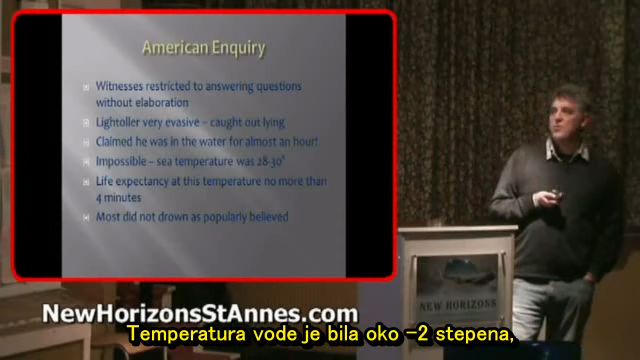 American Enquiry
Witnesses restricted to answering questions
without elaboration
Lightoller very evasive – caught out lying
Claimed he was in the water for almost an hour!
Impossible – sea temperature was 28-30°
Life expectancy at this temperature no more than
4 minutes
Most did not drown as popularly believed
NEW HORIZONS
NewHorizonsStAnnes.com
Temperatura vode je bila oko -2 stepena,